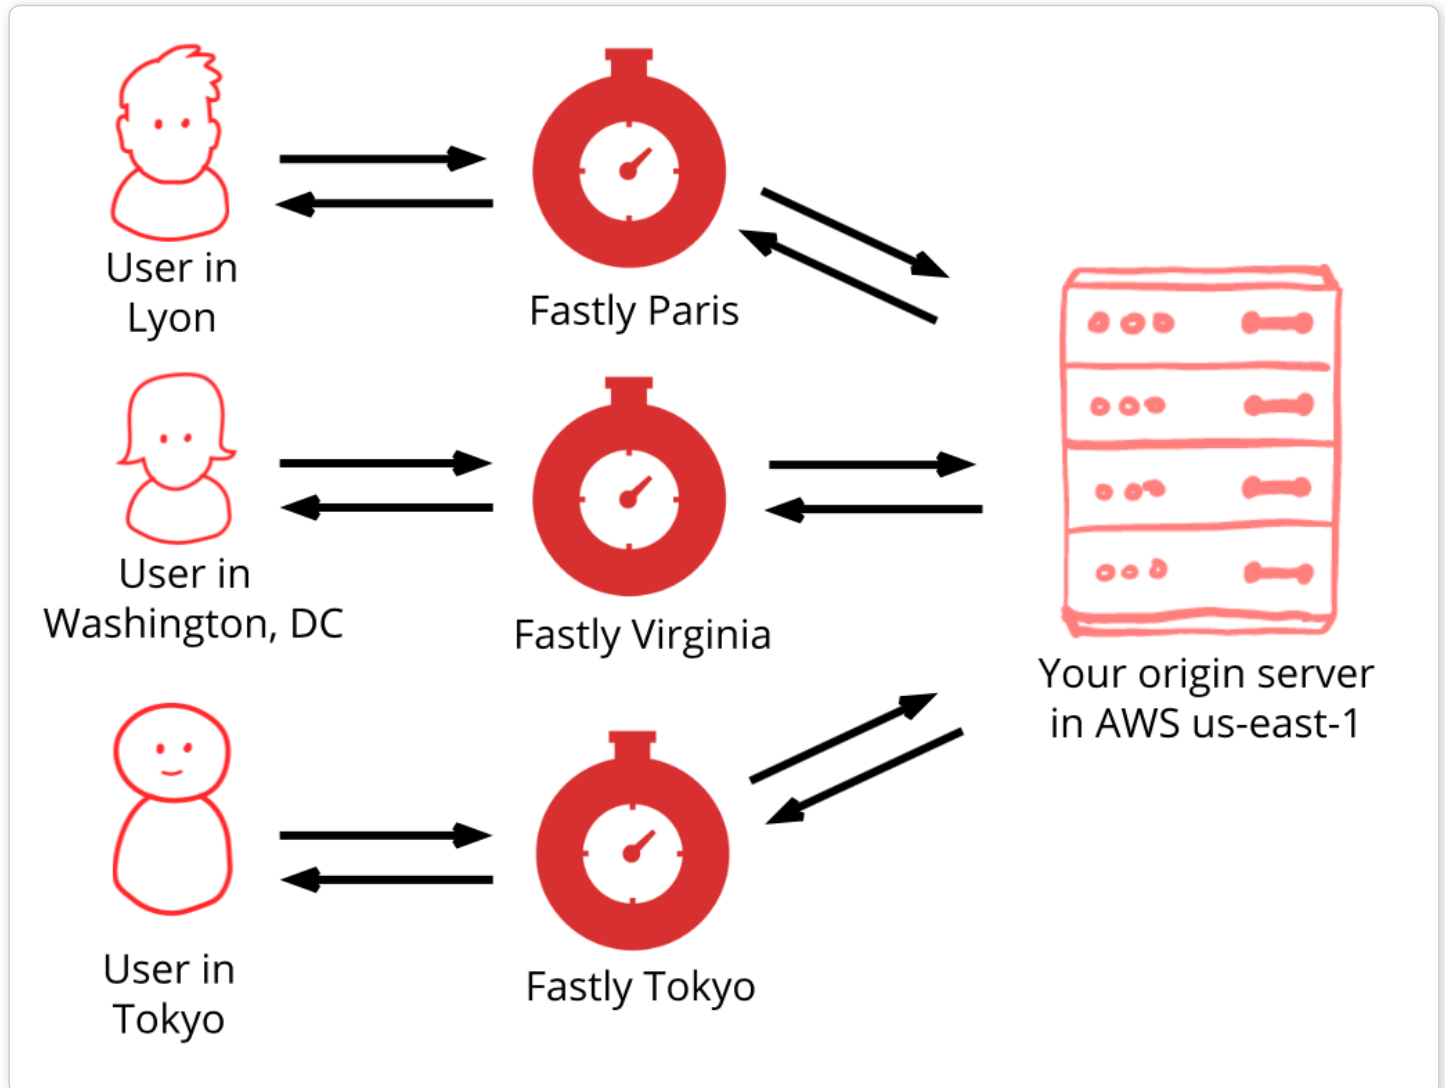 User in
Lyon
Fastly Paris
User in
Washington, DC
Fastly Virginia
Your origin server
in AWS us-east-1
User in
Tokyo
Fastly Tokyo